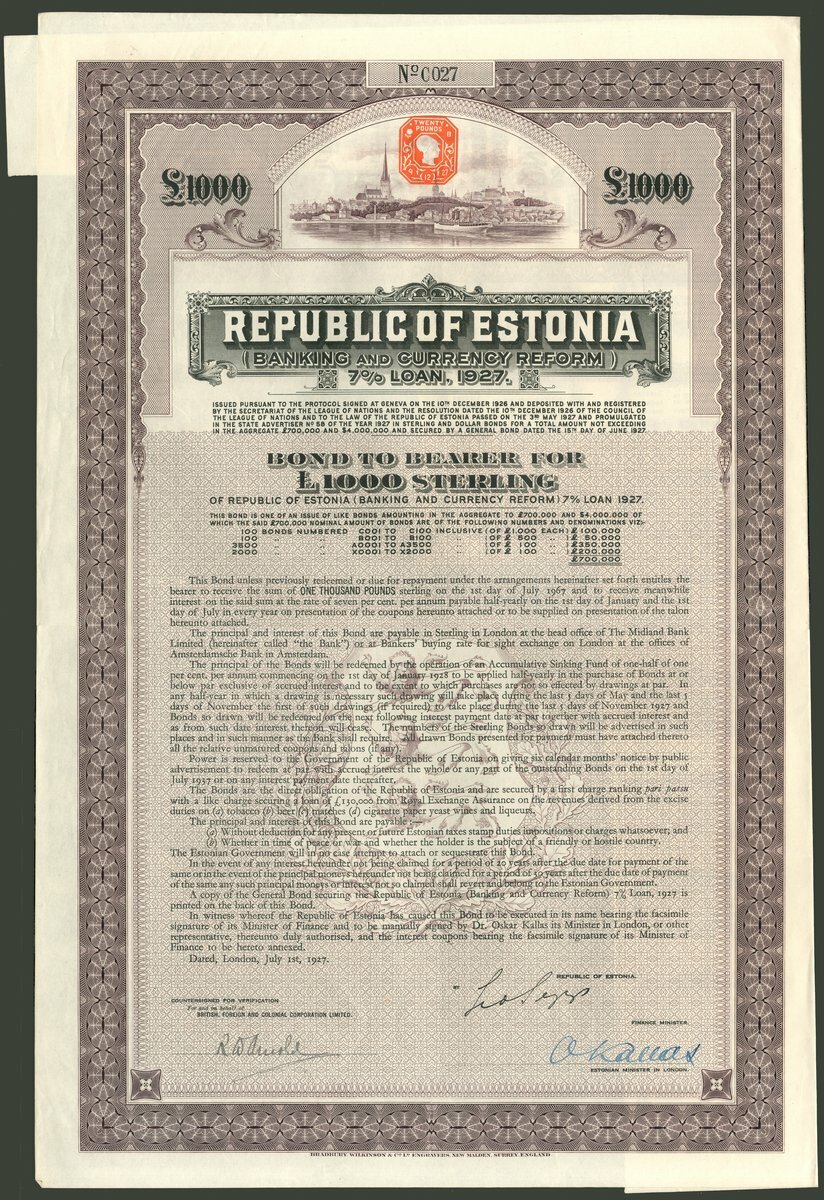 Nº C027
TWENTY
POUNDS
£1000
£1000
REPUBLIC OF ESTONIA
(BANKING AND CURRENCY REFORM)
7% LOAN, 1927.
ISSUED PURSUANT TO THE PROTOCOL SIGNED AT GENEVA ON THE 10TH DECEMBER 1926 AND DEPOSITED WITH AND REGISTERED
BY THE SECRETARIAT OF THE LEAGUE OF NATIONS AND THE RESOLUTION DATED THE 10TH DECEMBER 1926 OF THE COUNCIL OF
THE LEAGUE OF NATIONS AND TO THE LAW OF THE REPUBLIC OF ESTONIA PASSED ON THE 3RD MAY 1927 AND PROMULGATED
IN THE STATE ADVERTISER Nº 58 OF THE YEAR 1927 IN STERLING AND DOLLAR BONDS FOR A TOTAL AMOUNT NOT EXCEEDING
IN THE AGGREGATE £700,000 AND $4,000,000 AND SECURED BY A GENERAL BOND DATED THE 15TH DAY OF JUNE 1927.
BOND TO BEARER FOR
£1000 STERLING
OF REPUBLIC OF ESTONIA (BANKING AND CURRENCY REFORM) 7% LOAN 1927.
THIS BOND IS ONE OF AN ISSUE OF LIKE BONDS AMOUNTING IN THE AGGREGATE TO £700,000 AND $4,000,000 OF
WHICH THE SAID £700,000 NOMINAL AMOUNT OF BONDS ARE OF THE FOLLOWING NUMBERS AND DENOMINATIONS VIZ:-
100 BONDS NUMBERED C001 TO C100 INCLUSIVE (OF £1,000 EACH) £100,000
100 " B001 TO B100 " (OF £ 500 " ) £ 50,000
3500 " A0001 TO A3500 " (OF £ 100 " ) £350,000
2000 " X0001 TO X2000 " (OF £ 100 " ) £200,000
£700,000
This Bond unless previously redeemed or due for repayment under the arrangements hereinafter set forth entitles the
bearer to receive the sum of ONE THOUSAND POUNDS sterling on the 1st day of July 1967 and to receive meanwhile
interest on the said sum at the rate of seven per cent. per annum payable half-yearly on the 1st day of January and the 1st
day of July in every year on presentation of the coupons hereunto attached or to be supplied on presentation of the talon
hereunto attached.
The principal and interest of this Bond are payable in Sterling in London at the head office of The Midland Bank
Limited (hereinafter called "the Bank") or at Bankers' buying rate for sight exchange on London at the offices of
Amsterdamsche Bank in Amsterdam.
The principal of the Bonds will be redeemed by the operation of an Accumulative Sinking Fund of one-half of one
per cent. per annum commencing on the 1st day of January 1928 to be applied half-yearly in the purchase of Bonds at or
below par exclusive of accrued interest and to the extent to which purchases are not so effected by drawings at par. In
any half-year in which a drawing is necessary such drawing shall take place during the last 5 days of May and the last 5
days of November the first of such drawings (if required) to take place during the last 5 days of November 1927 and
Bonds so drawn will be redeemed on the next following interest payment date at par together with accrued interest and
as from such date interest thereon will cease. The numbers of the Sterling Bonds so drawn will be advertised in such
places and in such manner as the Bank shall require. All drawn Bonds presented for payment must have attached thereto
all the relative unmatured coupons and talons (if any).
Power is reserved to the Government of the Republic of Estonia on giving six calendar months' notice by public
advertisement to redeem at par with accrued interest the whole or any part of the outstanding Bonds on the 1st day of
July 1937 or on any interest payment date thereafter.
The Bonds are the direct obligation of the Republic of Estonia and are secured by a first charge ranking pari passu
with a like charge securing a loan of £130,000 from Royal Exchange Assurance on the revenues derived from the excise
duties on (a) tobacco (b) beer (c) matches (d) cigarette paper yeast wines and liqueurs.
The principal and interest of this Bond are payable :—
(a) Without deduction for any present or future Estonian taxes stamp duties impositions or charges whatsoever; and
(b) Whether in time of peace or war and whether the holder is the subject of a friendly or hostile country.
The Estonian Government will in no case attempt to attach or sequestrate this Bond.
In the event of any interest hereunder not being claimed for a period of 20 years after the due date for payment of the
same or in the event of the principal moneys hereunder not being claimed for a period of 30 years after the due date of payment
of the same any such principal moneys or interest not so claimed shall revert and belong to the Estonian Government.
A copy of the General Bond securing the Republic of Estonia (Banking and Currency Reform) 7% Loan, 1927 is
printed on the back of this Bond.
In witness whereof the Republic of Estonia has caused this Bond to be executed in its name bearing the facsimile
signature of its Minister of Finance and to be manually signed by Dr. Oskar Kallas its Minister in London, or other
representative, thereunto duly authorised, and the interest coupons bearing the facsimile signature of its Minister of
Finance to be hereto annexed.
Dated, London, July 1st, 1927.
REPUBLIC OF ESTONIA.
BY Leo Sepp
FINANCE MINISTER.
COUNTERSIGNED FOR VERIFICATION
For and on behalf of
BRITISH, FOREIGN AND COLONIAL CORPORATION LIMITED.
O Kallas
ESTONIAN MINISTER IN LONDON.
BRADBURY, WILKINSON & Cº Lº ENGRAVERS, NEW MALDEN, SURREY, ENGLAND